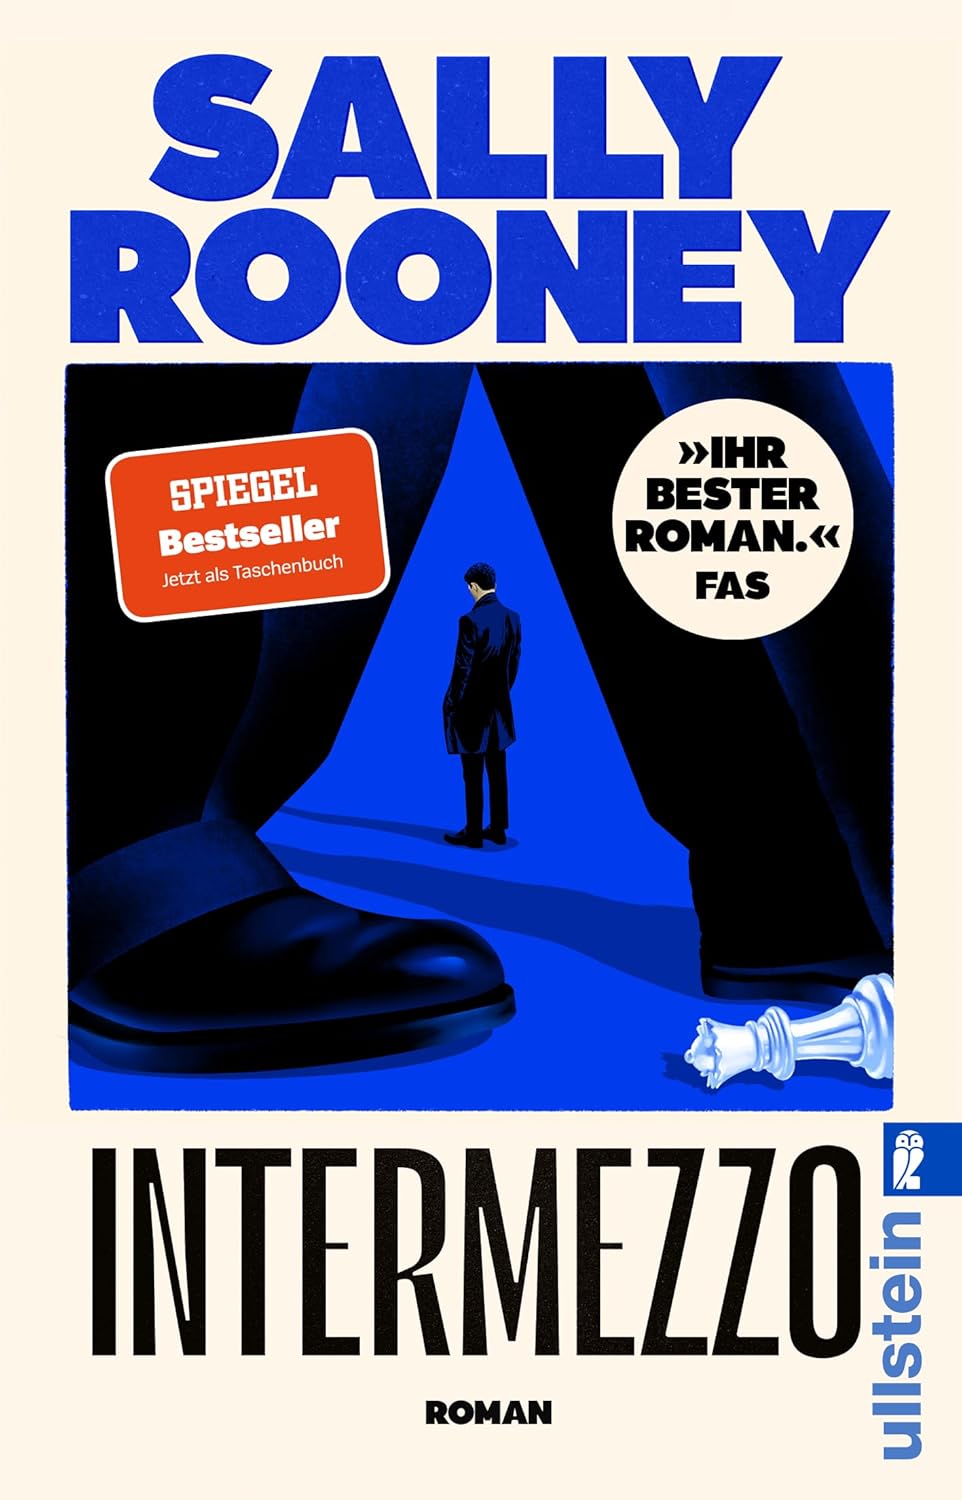 SALLY
ROONEY
SPIEGEL
Bestseller
Jetzt als Taschenbuch
»IHR
BESTER
ROMAN.«
FAS
INTERMEZZO
ullstein
ROMAN